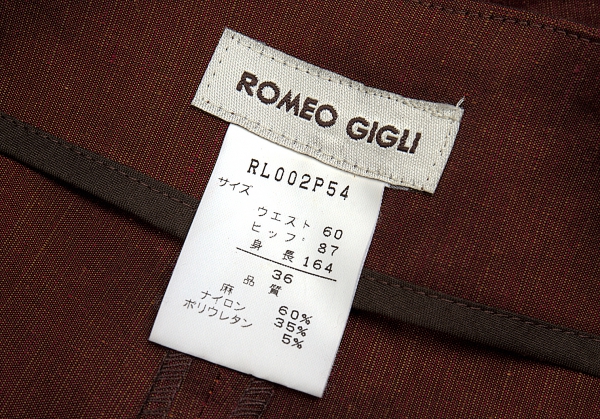 ROMEO GIGLI
RL002P54
サイズ
ウエスト 60
ヒップ 87
身長 164
36
品質
麻 60%
ナイロン 35%
ポリウレタン 5%